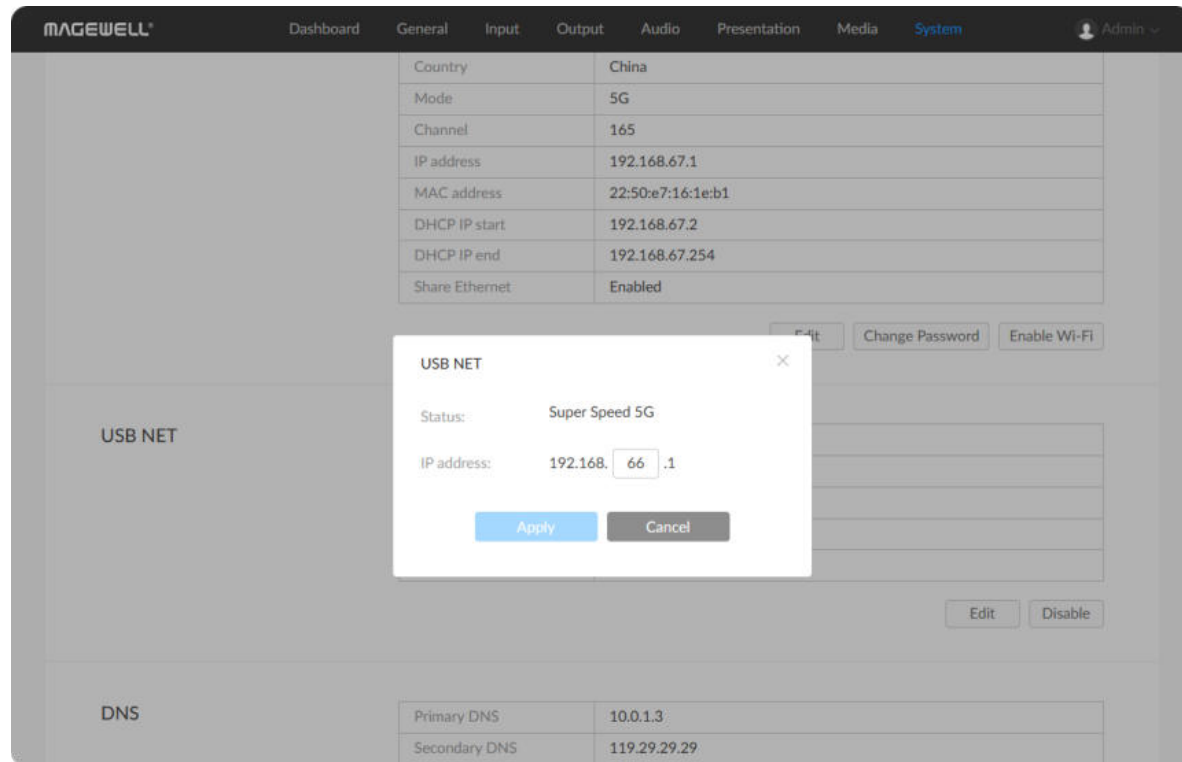 MAGEWELL®
Dashboard General Input Output Audio Presentation Media System Admin
Country China
Mode 5G
Channel 165
IP address 192.168.67.1
MAC address 22:50:e7:16:1e:b1
DHCP IP start 192.168.67.2
DHCP IP end 192.168.67.254
Share Ethernet Enabled
Edit Change Password Enable Wi-Fi
USB NET
Status: Super Speed 5G
IP address: 192.168. 66 .1
Apply Cancel
USB NET
Edit Disable
DNS
Primary DNS 10.0.1.3
Secondary DNS 119.29.29.29